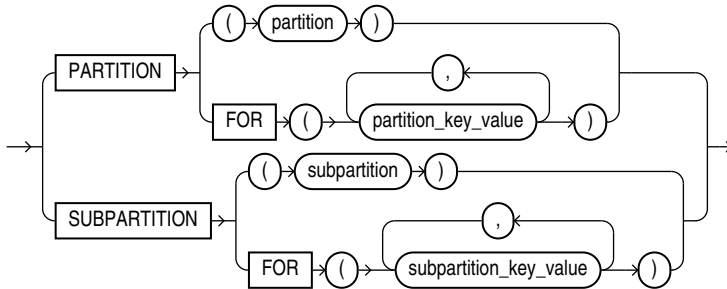 ( partition )
PARTITION
,
FOR ( partition_key_value )
( subpartition )
SUBPARTITION
,
FOR ( subpartition_key_value )